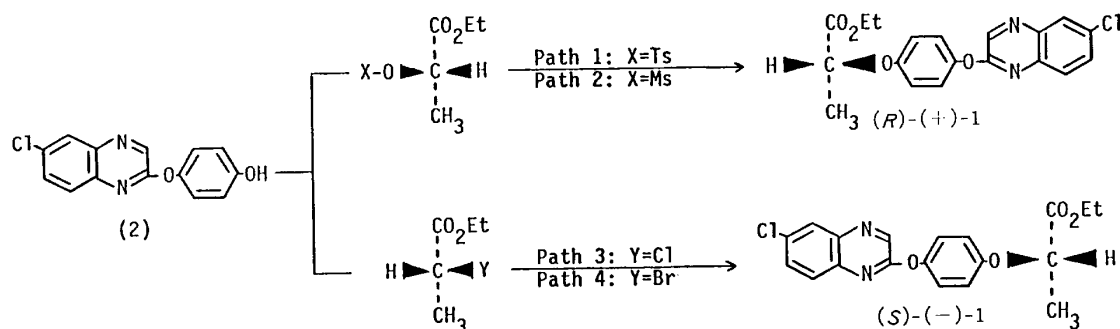 CO2Et
X-O C H
CH3
Path 1: X=Ts
Path 2: X=Ms
CO2Et
H C O O N N Cl
CH3
(R)-(+)-1
Cl N N O OH
(2)
CO2Et
H C Y
CH3
Path 3: Y=Cl
Path 4: Y=Br
Cl N N O O C H
CO2Et
CH3
(S)-(−)-1